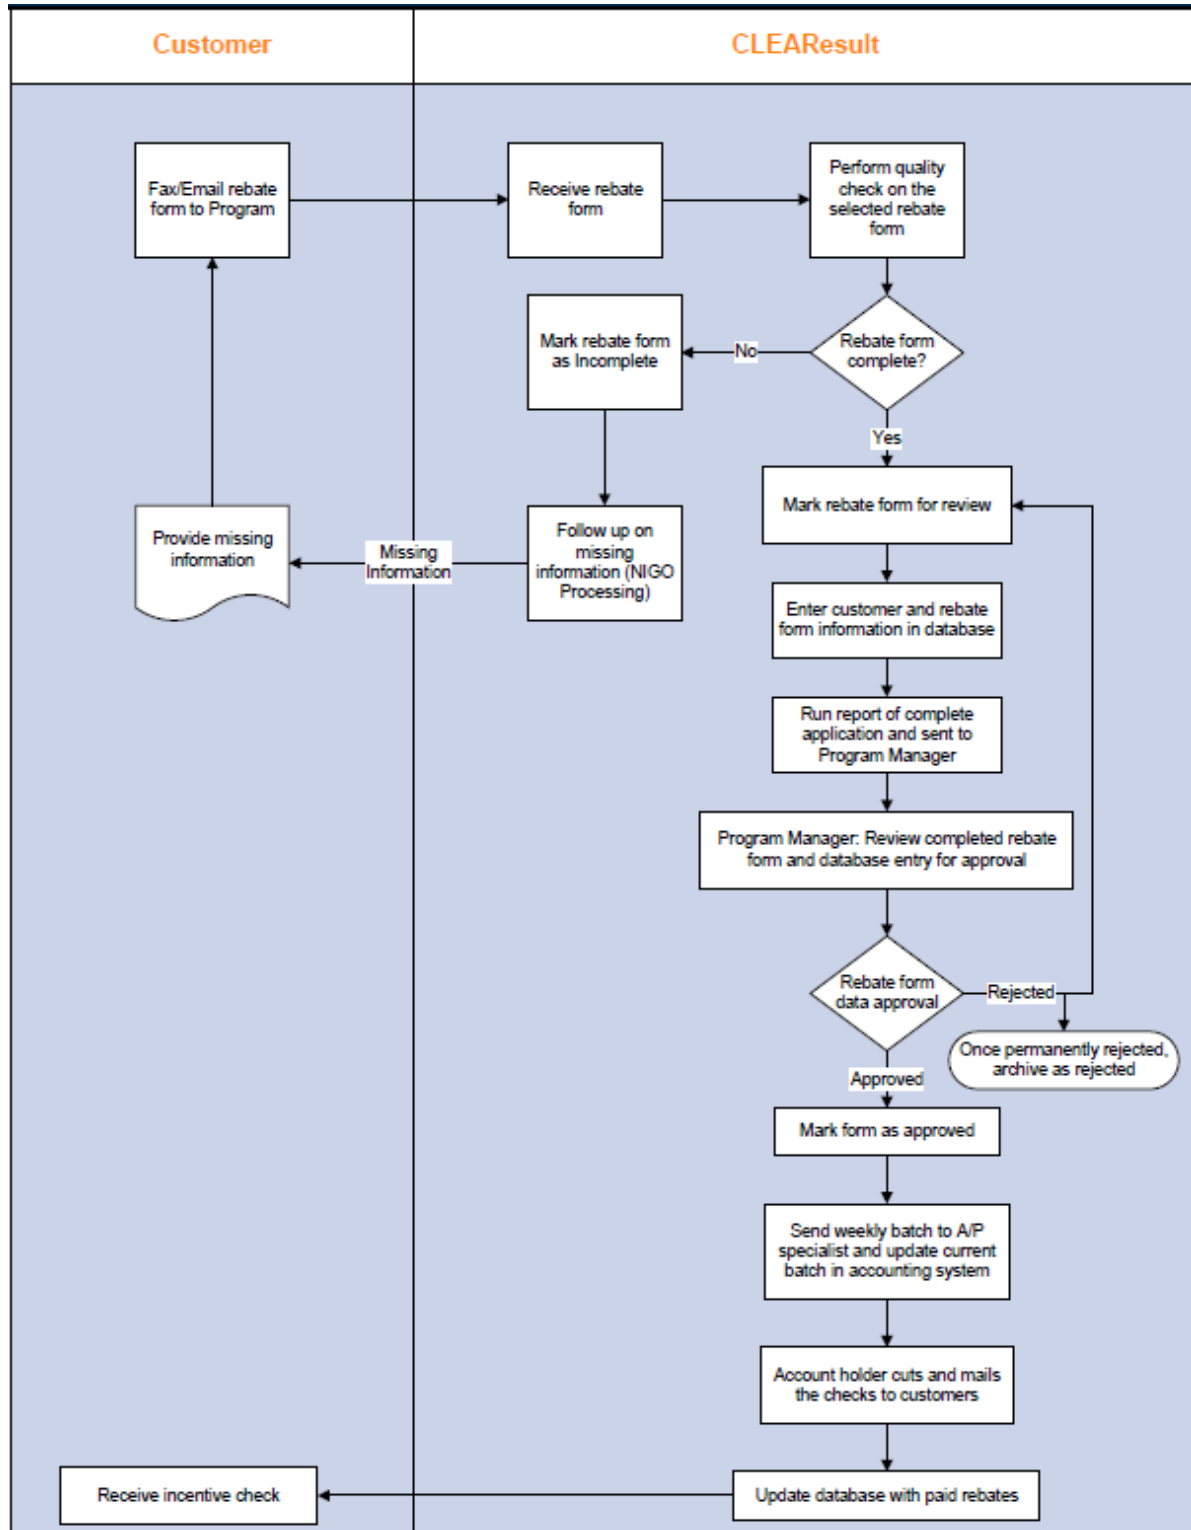 Customer
CLEAResult
Fax/Email rebate
form to Program
Receive rebate
form
Perform quality
check on the
selected rebate
form
Mark rebate form
as Incomplete
No
Rebate form
complete?
Yes
Mark rebate form for review
Provide missing
information
Missing
Information
Follow up on
missing
information (NIGO
Processing)
Enter customer and rebate
form information in database
Run report of complete
application and sent to
Program Manager
Program Manager: Review completed rebate
form and database entry for approval
Rebate form
data approval
Rejected
Once permanently rejected,
archive as rejected
Approved
Mark form as approved
Send weekly batch to A/P
specialist and update current
batch in accounting system
Account holder cuts and mails
the checks to customers
Receive incentive check
Update database with paid rebates